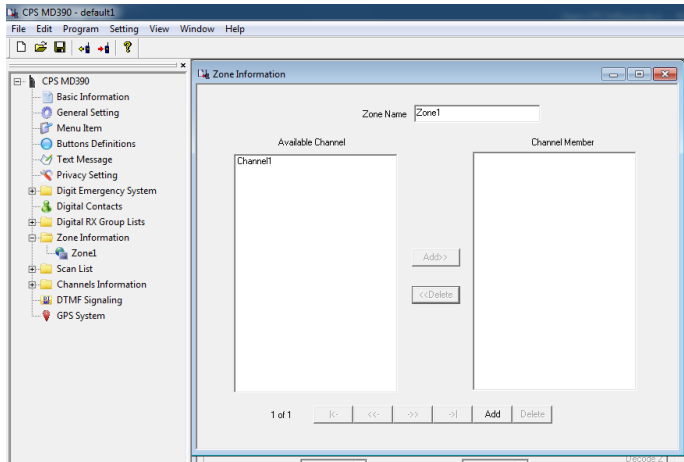 CPS MD390 - default1
File Edit Program Setting View Window Help
CPS MD390
Basic Information
General Setting
Menu Item
Buttons Definitions
Text Message
Privacy Setting
Digit Emergency System
Digital Contacts
Digital RX Group Lists
Zone Information
Zone1
Scan List
Channels Information
DTMF Signaling
GPS System
Zone Information
Zone Name Zone1
Available Channel Channel Member
Channel1
Add>>
<<Delete
1 of 1 |<- <<- ->> ->| Add Delete
Decode 2